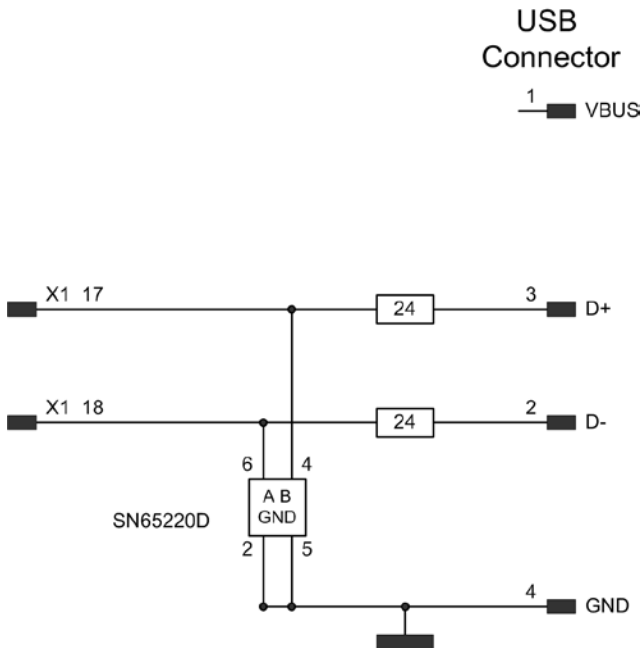 USB
Connector
1 VBUS
X1 17 24 3 D+
X1 18 24 2 D-
6 4
A B
SN65220D GND
2 5
4 GND